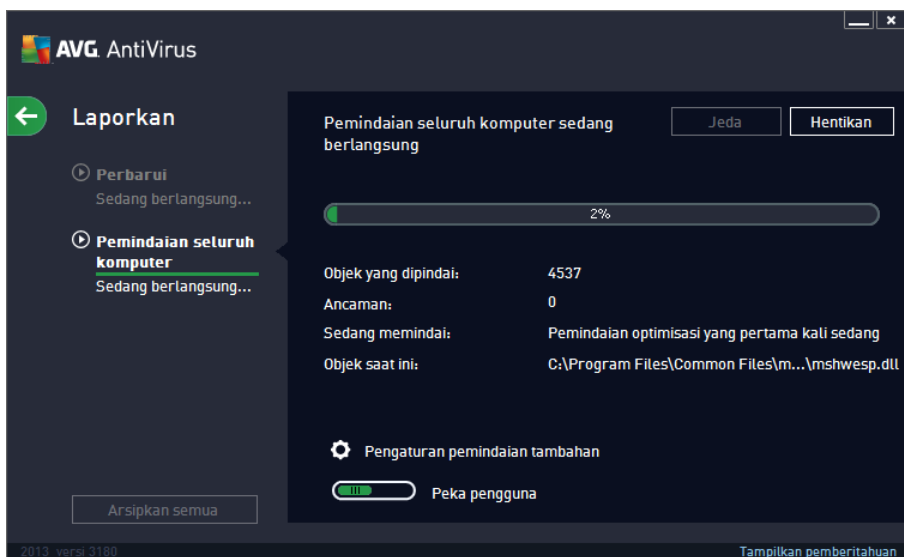 AVG. AntiVirus
Laporkan
Perbarui
Sedang berlangsung...
Pemindaian seluruh
komputer
Sedang berlangsung...
Arsipkan semua
Pemindaian seluruh komputer sedang
berlangsung
Jeda
Hentikan
2%
Objek yang dipindai: 4537
Ancaman: 0
Sedang memindai: Pemindaian optimisasi yang pertama kali sedang
Objek saat ini: C:\Program Files\Common Files\m...\mshwesp.dll
Pengaturan pemindaian tambahan
Peka pengguna
2013 versi 3180
Tampilkan pemberitahuan